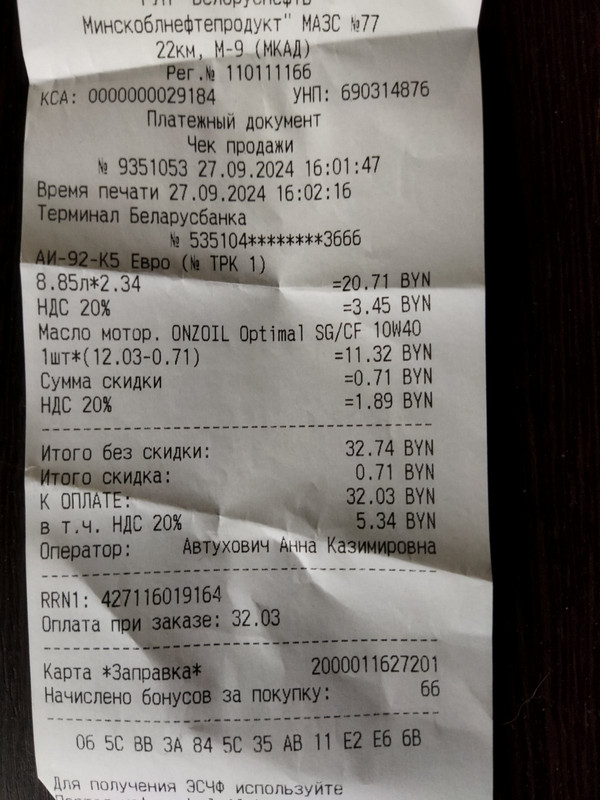 Минскоблнефтепродукт" МАЗС №77
22км, М-9 (МКАД)
Рег.№ 110111166
КСА: 0000000029184 УНП: 690314876
Платежный документ
Чек продажи
№ 9351053 27.09.2024 16:01:47
Время печати 27.09.2024 16:02:16
Терминал Беларусбанка
№ 535104********3666
АИ-92-К5 Евро (№ ТРК 1)
8.85л*2.34 =20.71 BYN
НДС 20% =3.45 BYN
Масло мотор. ONZOIL Optimal SG/CF 10W40
1шт*(12.03-0.71) =11.32 BYN
Сумма скидки =0.71 BYN
НДС 20% =1.89 BYN
Итого без скидки: 32.74 BYN
Итого скидка: 0.71 BYN
К ОПЛАТЕ: 32.03 BYN
в т.ч. НДС 20% 5.34 BYN
Оператор: Автухович Анна Казимировна
RRN1: 427116019164
Оплата при заказе: 32.03
Карта *Заправка* 2000011627201
Начислено бонусов за покупку: 66
06 5C BB 3A 84 5C 35 AB 11 E2 E6 6B
Для получения ЭСЧФ используйте